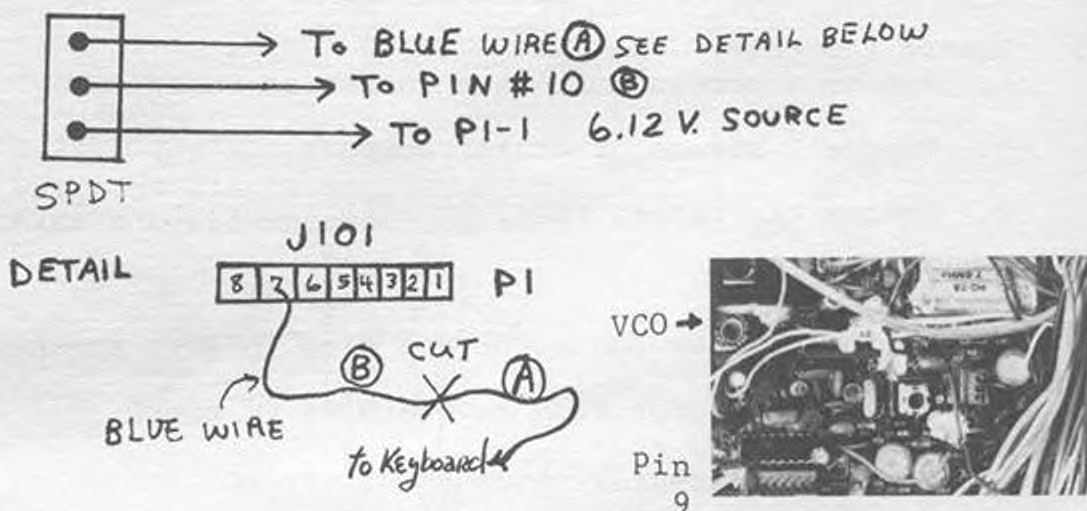 To BLUE WIRE Ⓐ SEE DETAIL BELOW
To PIN #10 Ⓑ
TO P1-1 6.12 V. SOURCE
SPDT
J101
DETAIL
8 7 6 5 4 3 2 1 P1
VCO
Ⓑ CUT Ⓐ
BLUE WIRE
to Keyboard
Pin
9